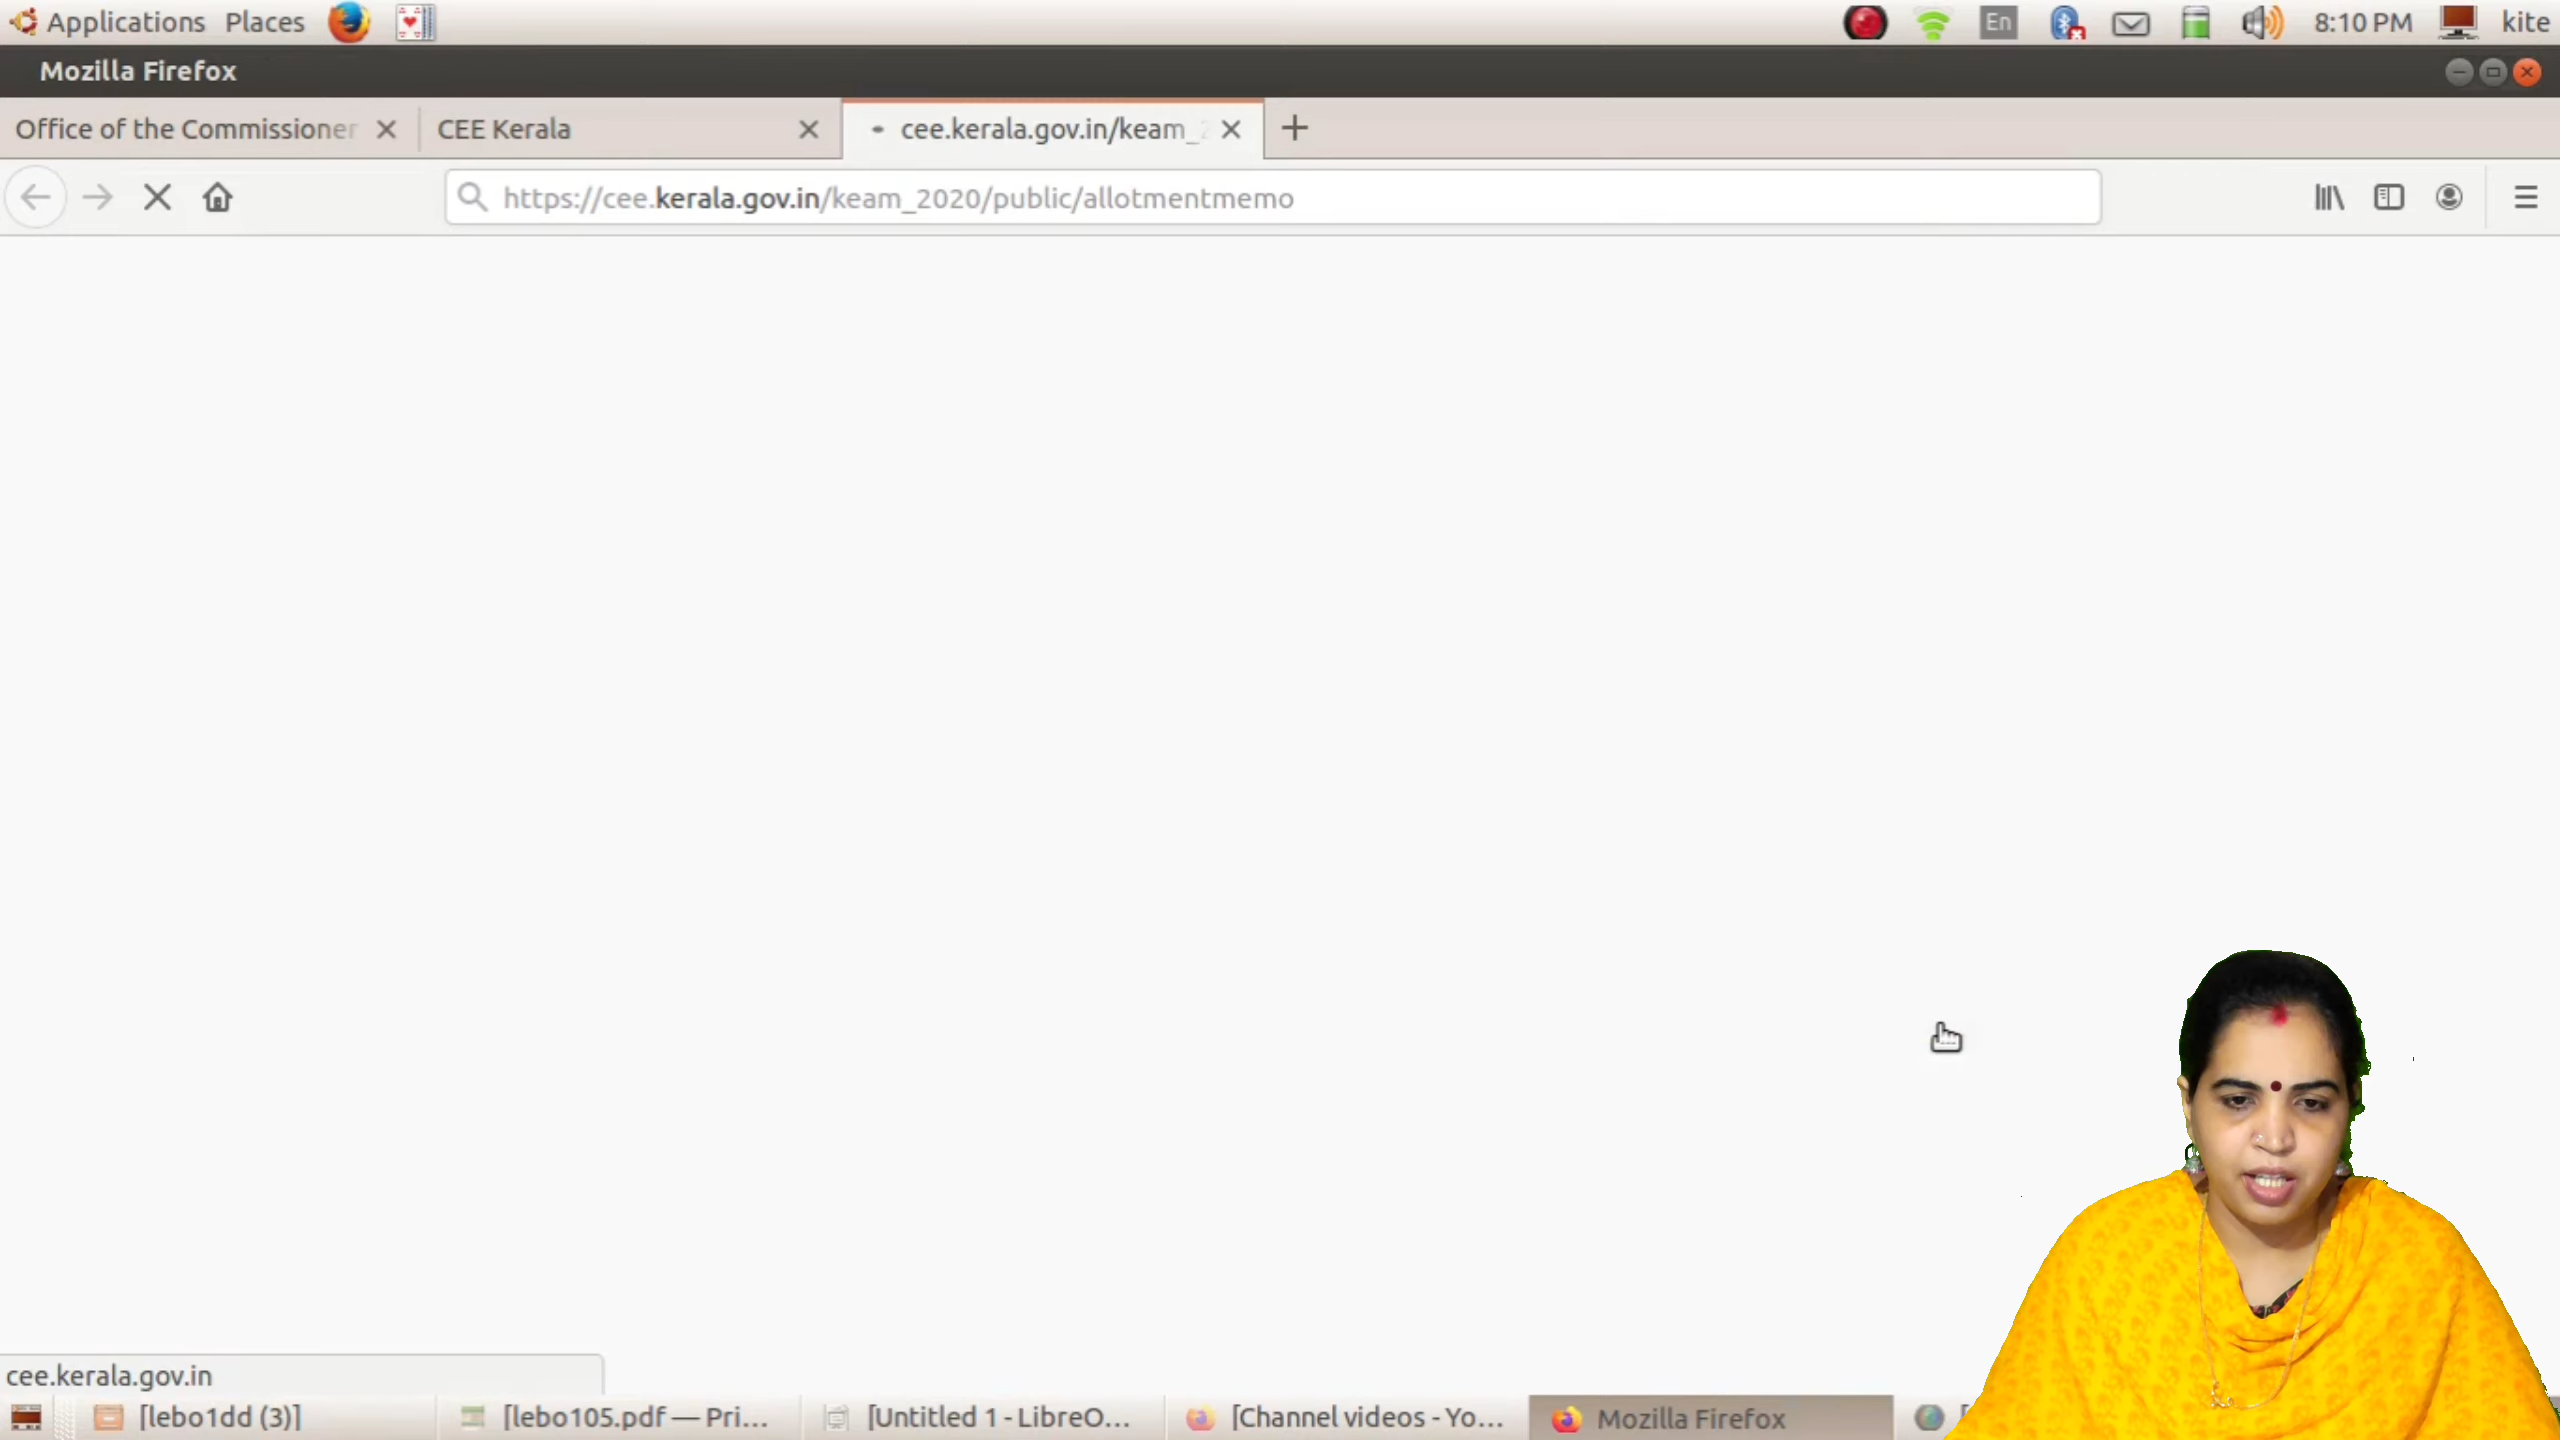 Applications Places En 8:10 PM kite
Mozilla Firefox
Office of the Commissioner CEE Kerala cee.kerala.gov.in/keam_2
https://cee.kerala.gov.in/keam_2020/public/allotmentmemo
cee.kerala.gov.in
[lebo1dd (3)] [lebo105.pdf — Pri... [Untitled 1 - LibreO... [Channel videos - Yo... Mozilla Firefox [